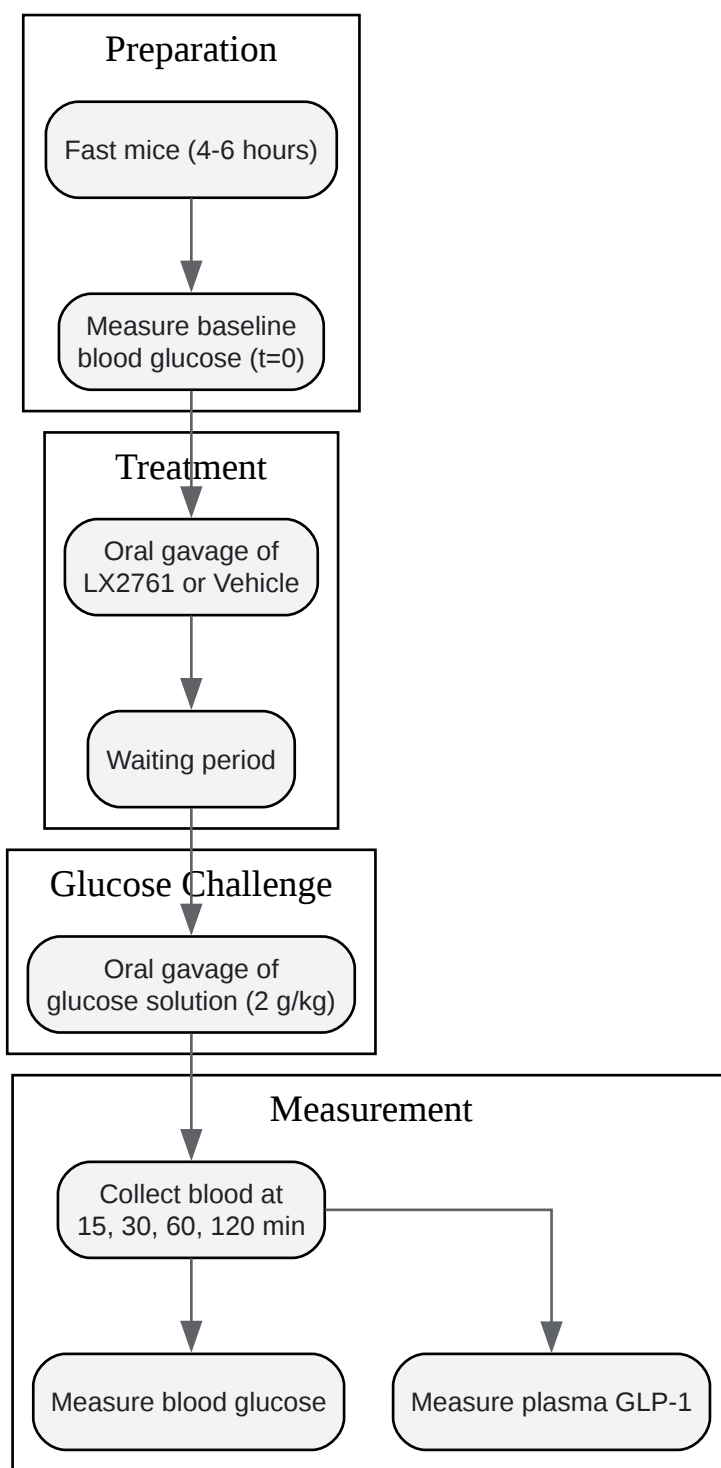 Preparation
Fast mice (4-6 hours)
Measure baseline
blood glucose (t=0)
Treatment
Oral gavage of
LX2761 or Vehicle
Waiting period
Glucose Challenge
Oral gavage of
glucose solution (2 g/kg)
Measurement
Collect blood at
15, 30, 60, 120 min
Measure blood glucose
Measure plasma GLP-1